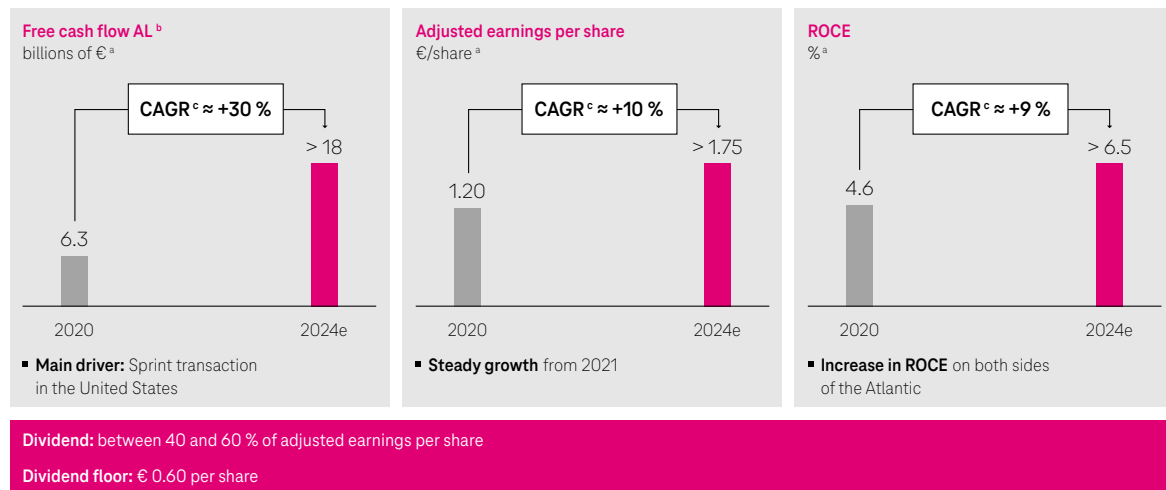 Free cash flow AL b
billions of € a
CAGR c ≈ +30 %
> 18
6.3
2020
2024e
▪ Main driver: Sprint transaction
in the United States
Adjusted earnings per share
€/share a
CAGR c ≈ +10 %
> 1.75
1.20
2020
2024e
▪ Steady growth from 2021
ROCE
% a
CAGR c ≈ +9 %
> 6.5
4.6
2020
2024e
▪ Increase in ROCE on both sides
of the Atlantic
Dividend: between 40 and 60 % of adjusted earnings per share
Dividend floor: € 0.60 per share